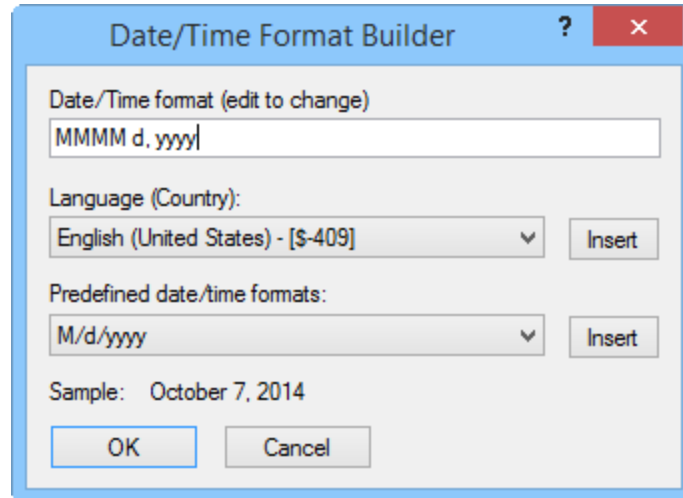 Date/Time Format Builder ? ×
Date/Time format (edit to change)
MMMM d, yyyy
Language (Country):
English (United States) - [$-409] Insert
Predefined date/time formats:
M/d/yyyy Insert
Sample: October 7, 2014
OK Cancel